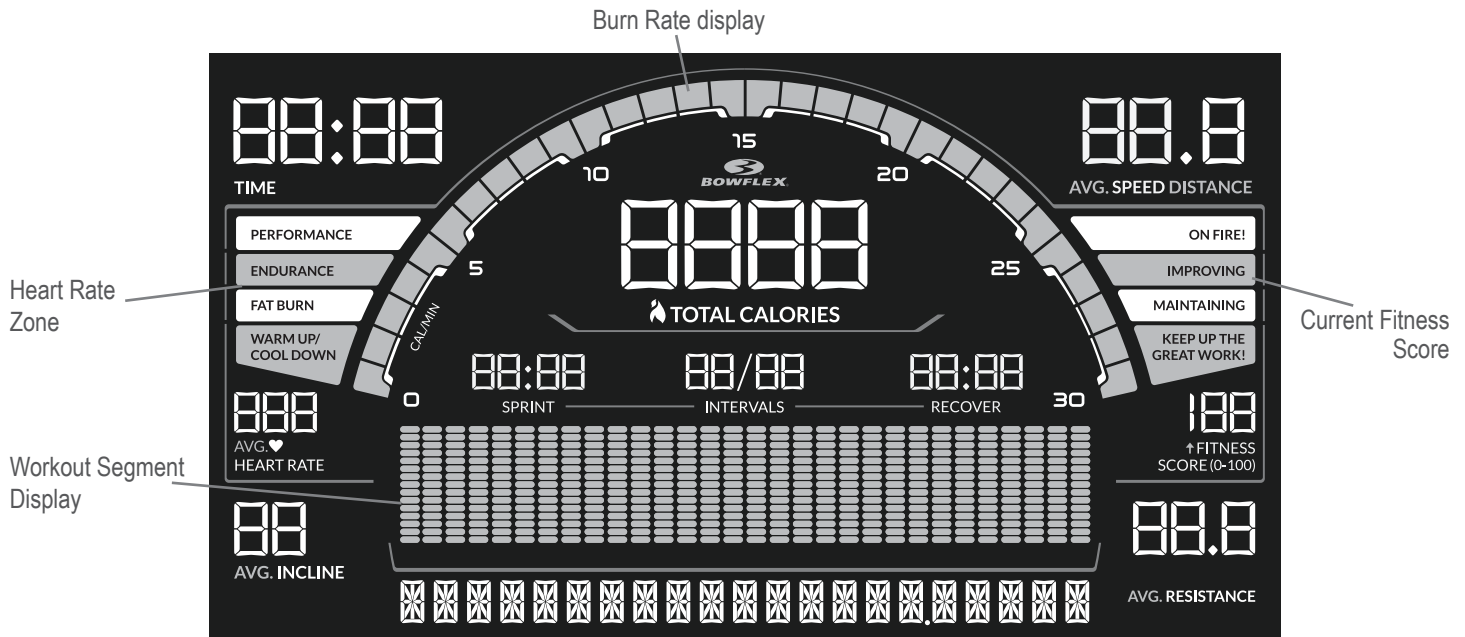 Burn Rate display
88:88
TIME
88.8
AVG. SPEED DISTANCE
PERFORMANCE
ENDURANCE
FAT BURN
WARM UP/
COOL DOWN
Heart Rate
Zone
0
5
10
15
20
25
30
CAL/MIN
BOWFLEX
8888
TOTAL CALORIES
ON FIRE!
IMPROVING
MAINTAINING
KEEP UP THE
GREAT WORK!
Current Fitness
Score
88:88
SPRINT
88/88
INTERVALS
88:88
RECOVER
888
AVG. ♥
HEART RATE
188
↑FITNESS
SCORE (0-100)
Workout Segment
Display
88
AVG. INCLINE
88.8
AVG. RESISTANCE